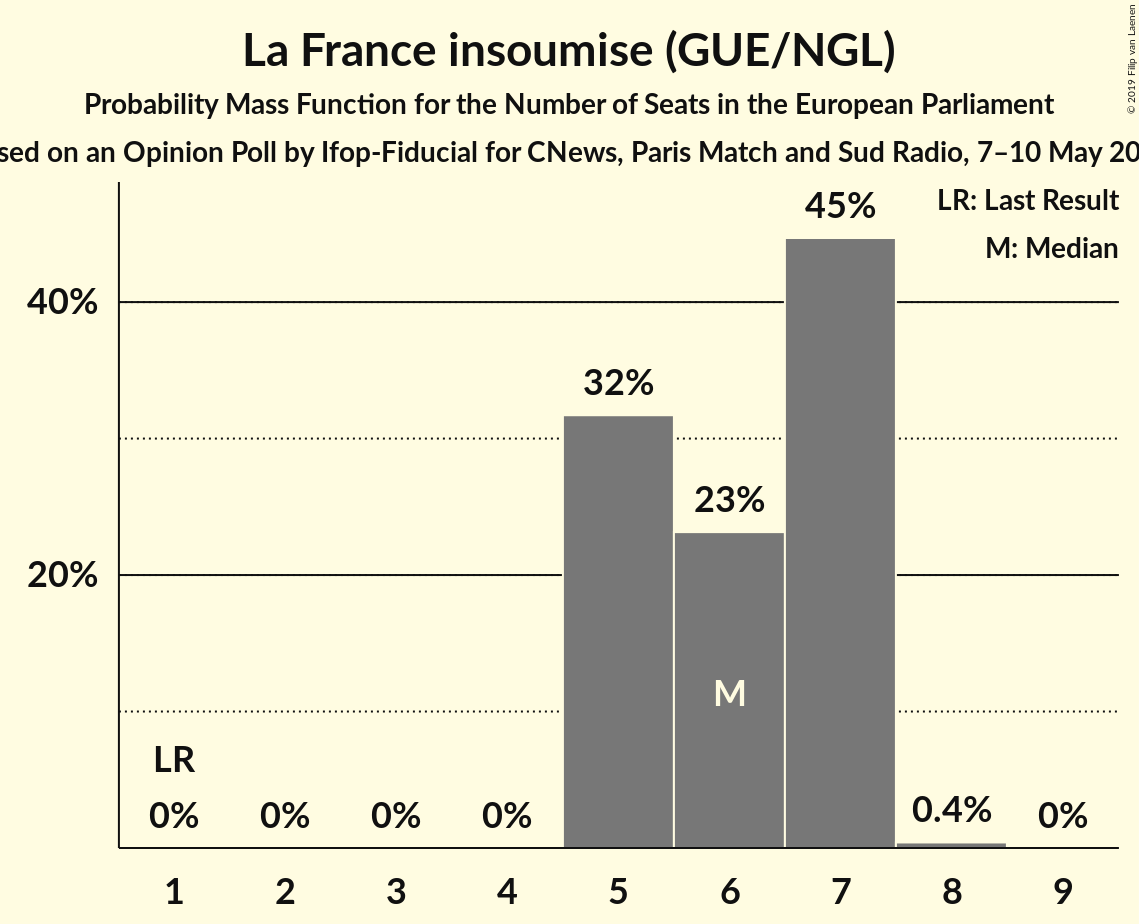 La France insoumise (GUE/NGL)
Probability Mass Function for the Number of Seats in the European Parliament
sed on an Opinion Poll by Ifop-Fiducial for CNews, Paris Match and Sud Radio, 7–10 May 20
© 2019 Filip van Laenen
LR: Last Result
M: Median
45%
40%
32%
23%
20%
M
LR
0% 0% 0% 0% 0.4% 0%
1 2 3 4 5 6 7 8 9